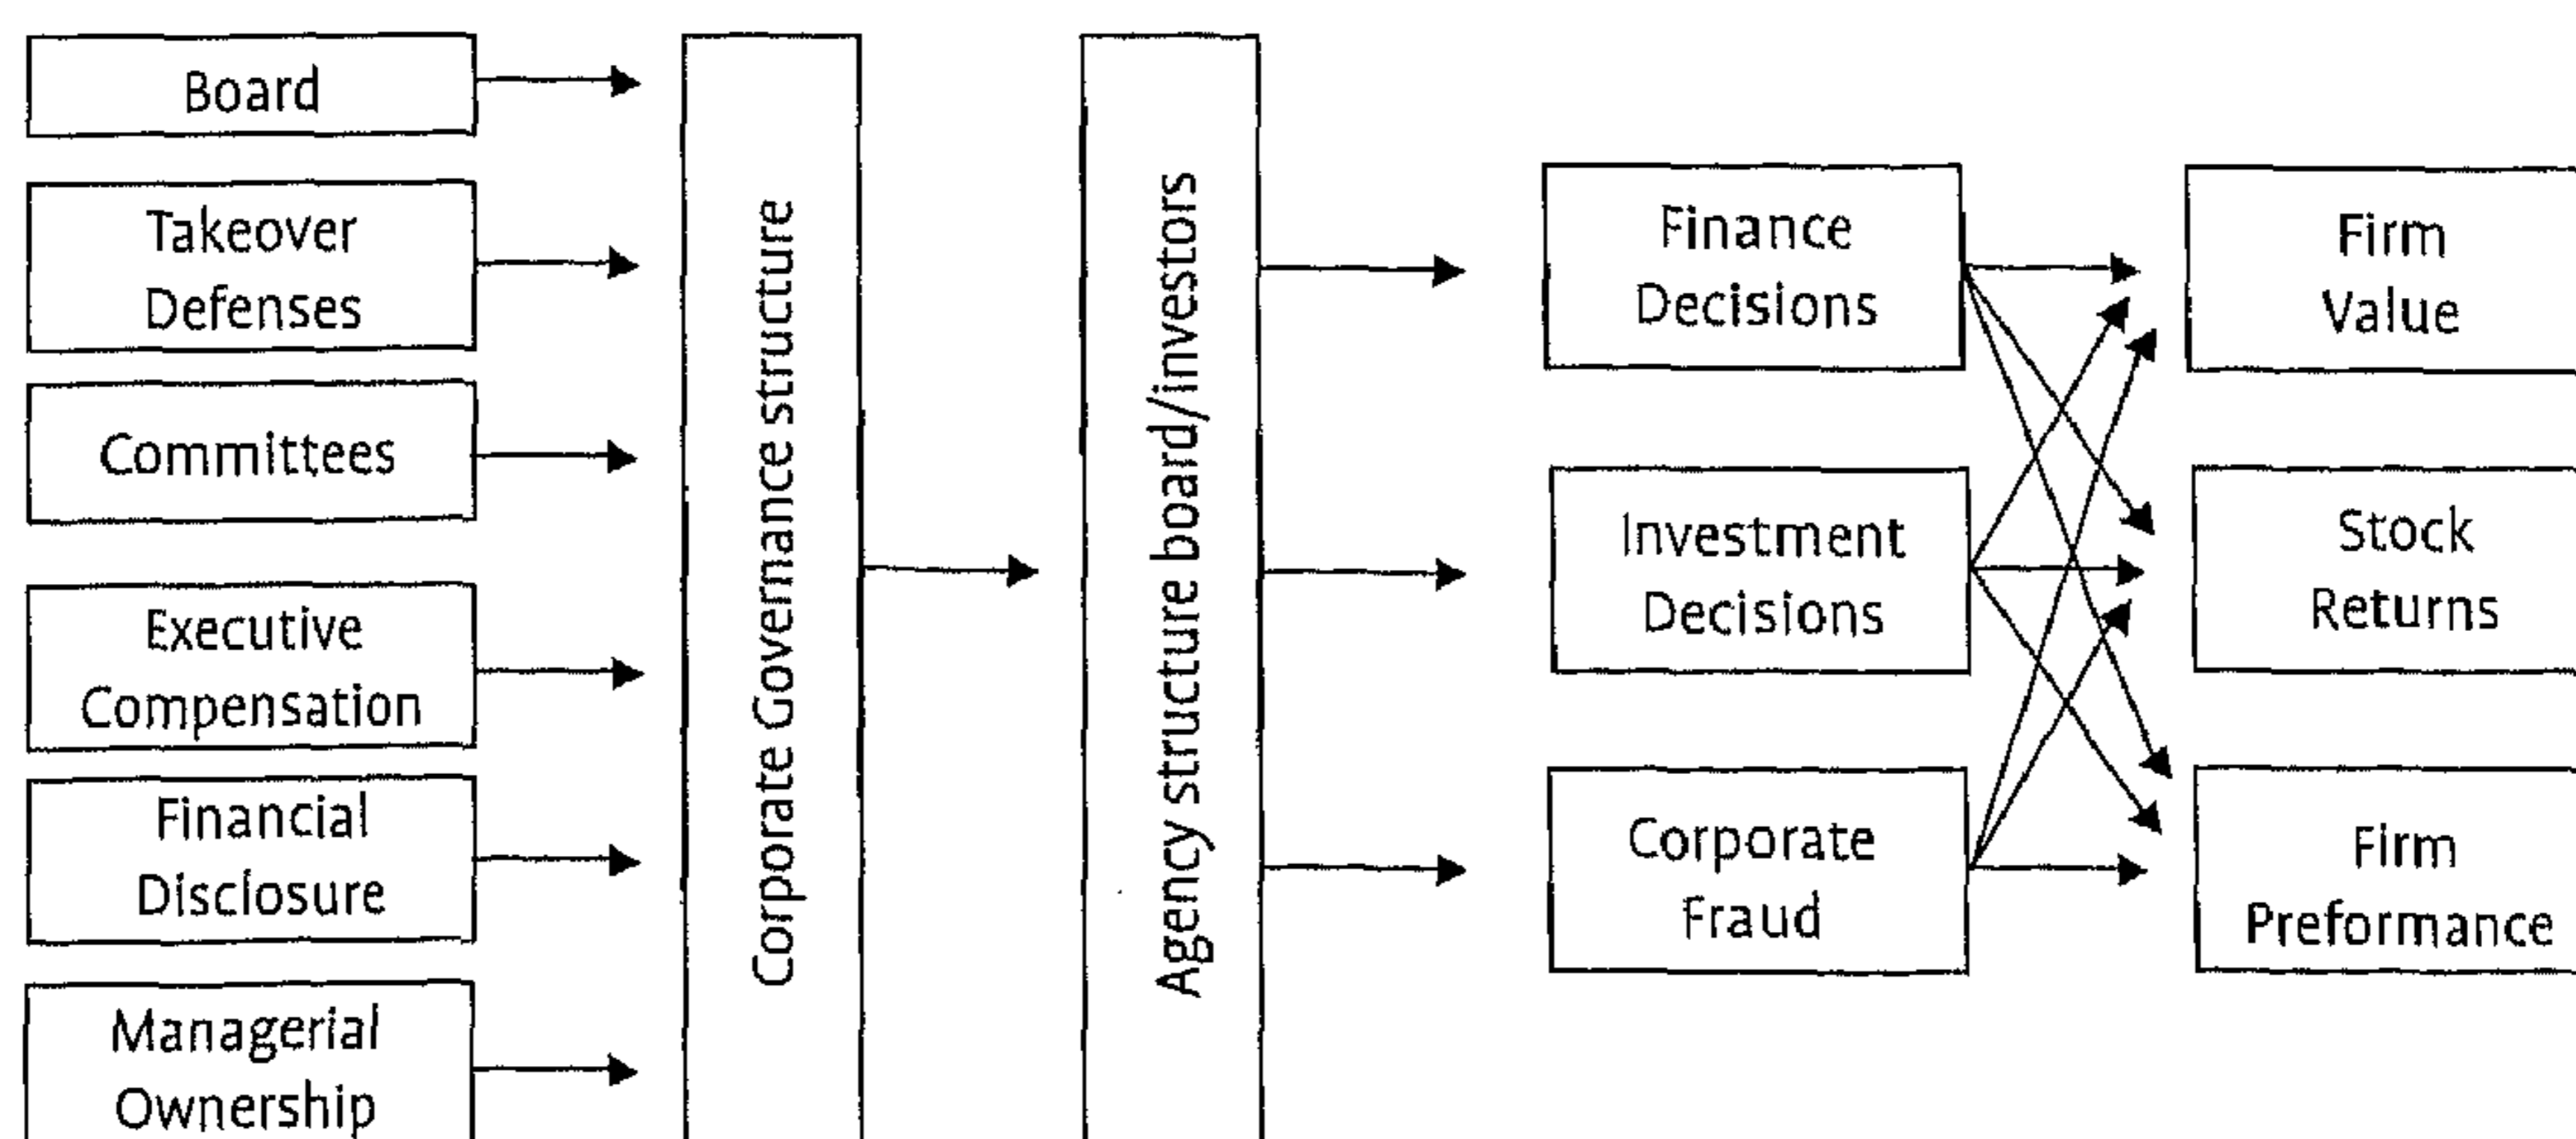 Board
Takeover
Defenses
Committees
Executive
Compensation
Financial
Disclosure
Managerial
Ownership
Corporate Governance structure
Agency structure board/investors
Finance
Decisions
Investment
Decisions
Corporate
Fraud
Firm
Value
Stock
Returns
Firm
Preformance